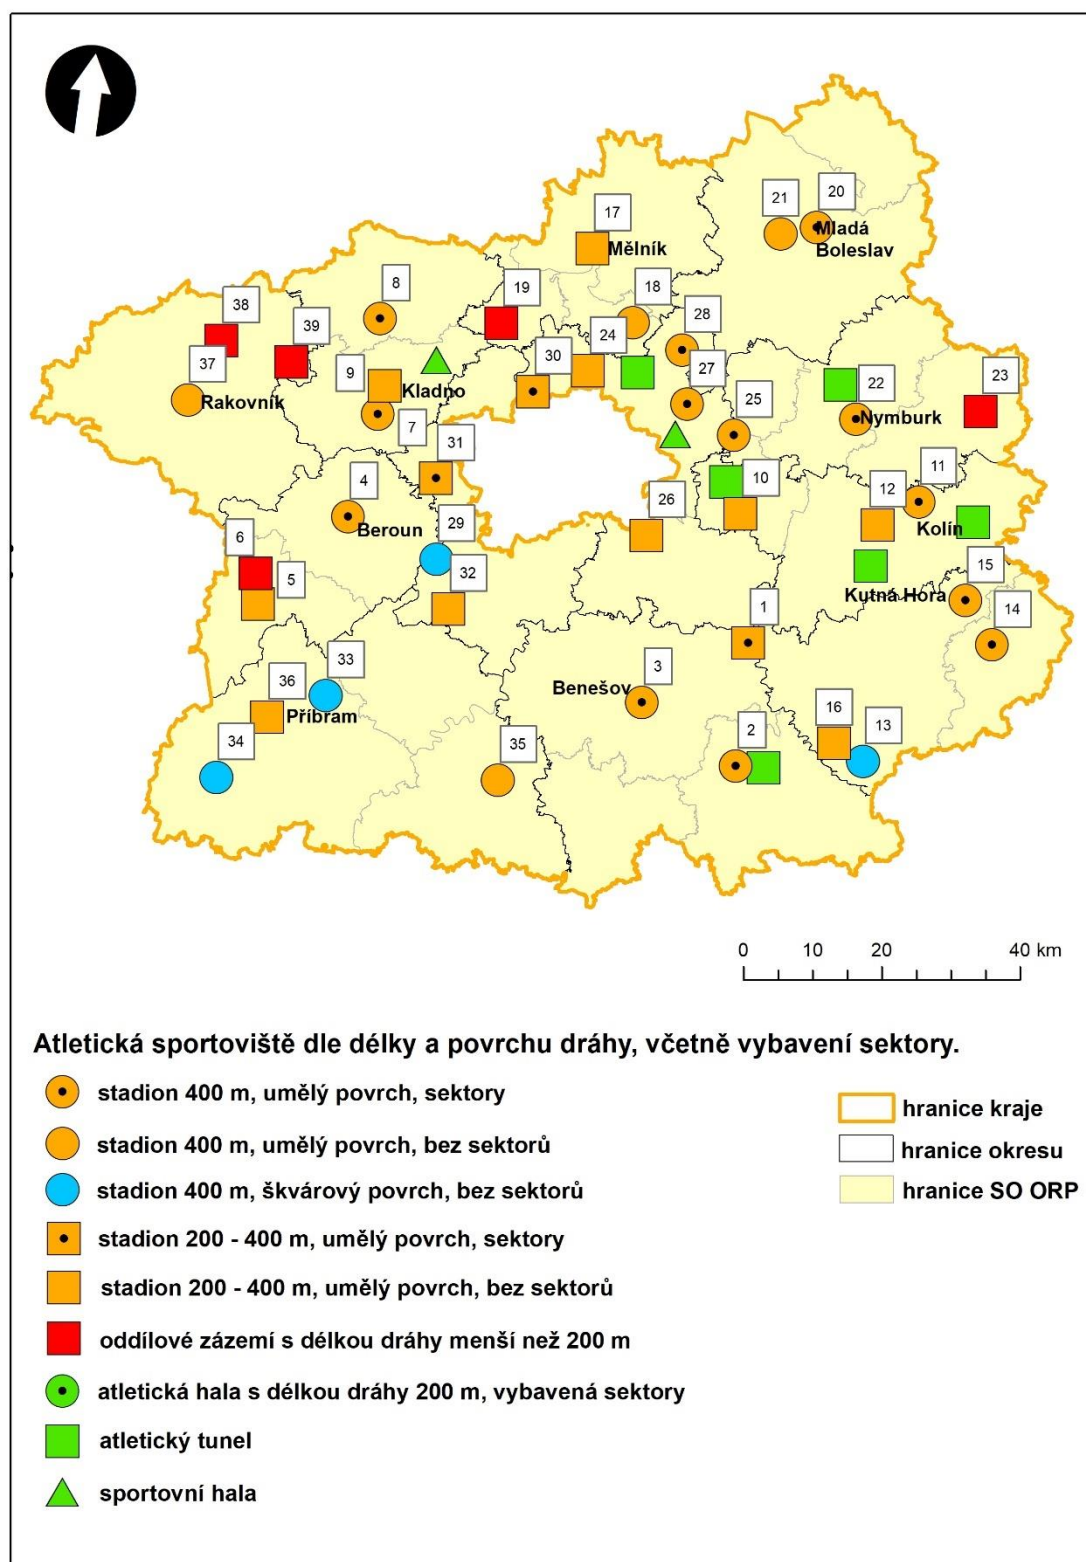 20
21
17
Mladá
Boleslav
Mělník
8
19
18
38
28
39
24
30
37
27
23
9
22
Kladno
Rakovník
25
Nymburk
7
31
11
12
10
4
26
Kolín
29
Beroun
6
15
32
5
Kutná Hora
14
1
33
3
36
Benešov
16
13
Příbram
34
35
2
0 10 20 40 km
Atletická sportoviště dle délky a povrchu dráhy, včetně vybavení sektory.
stadion 400 m, umělý povrch, sektory
stadion 400 m, umělý povrch, bez sektorů
stadion 400 m, škvárový povrch, bez sektorů
stadion 200 - 400 m, umělý povrch, sektory
stadion 200 - 400 m, umělý povrch, bez sektorů
oddílové zázemí s délkou dráhy menší než 200 m
atletická hala s délkou dráhy 200 m, vybavená sektory
atletický tunel
sportovní hala
hranice kraje
hranice okresu
hranice SO ORP